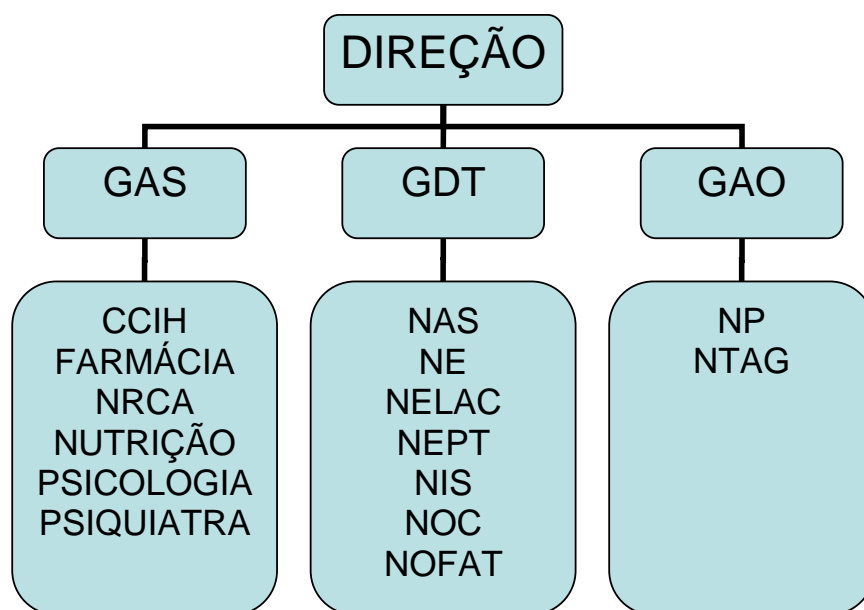 DIREÇÃO
GAS
GDT
GAO
CCIH
FARMÁCIA
NRCA
NUTRIÇÃO
PSICOLOGIA
PSIQUIATRA
NAS
NE
NELAC
NEPT
NIS
NOC
NOFAT
NP
NTAG